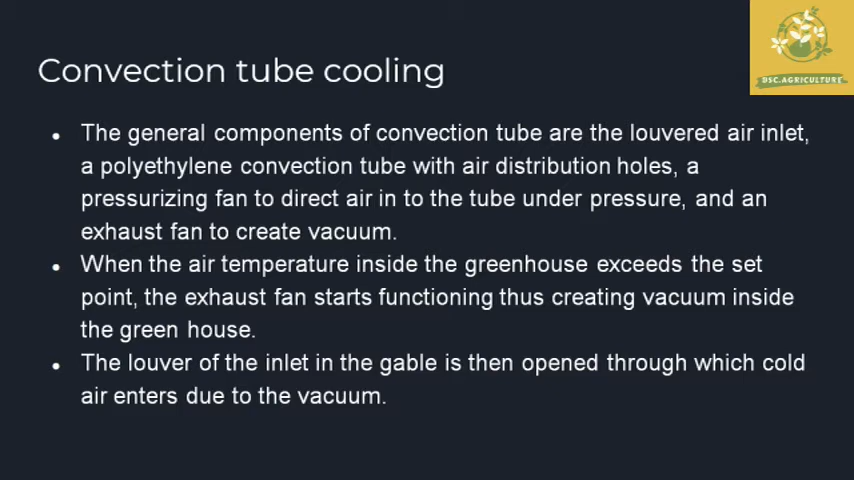 DSC.AGRICULTURE
Convection tube cooling
• The general components of convection tube are the louvered air inlet,
a polyethylene convection tube with air distribution holes, a
pressurizing fan to direct air in to the tube under pressure, and an
exhaust fan to create vacuum.
• When the air temperature inside the greenhouse exceeds the set
point, the exhaust fan starts functioning thus creating vacuum inside
the green house.
• The louver of the inlet in the gable is then opened through which cold
air enters due to the vacuum.